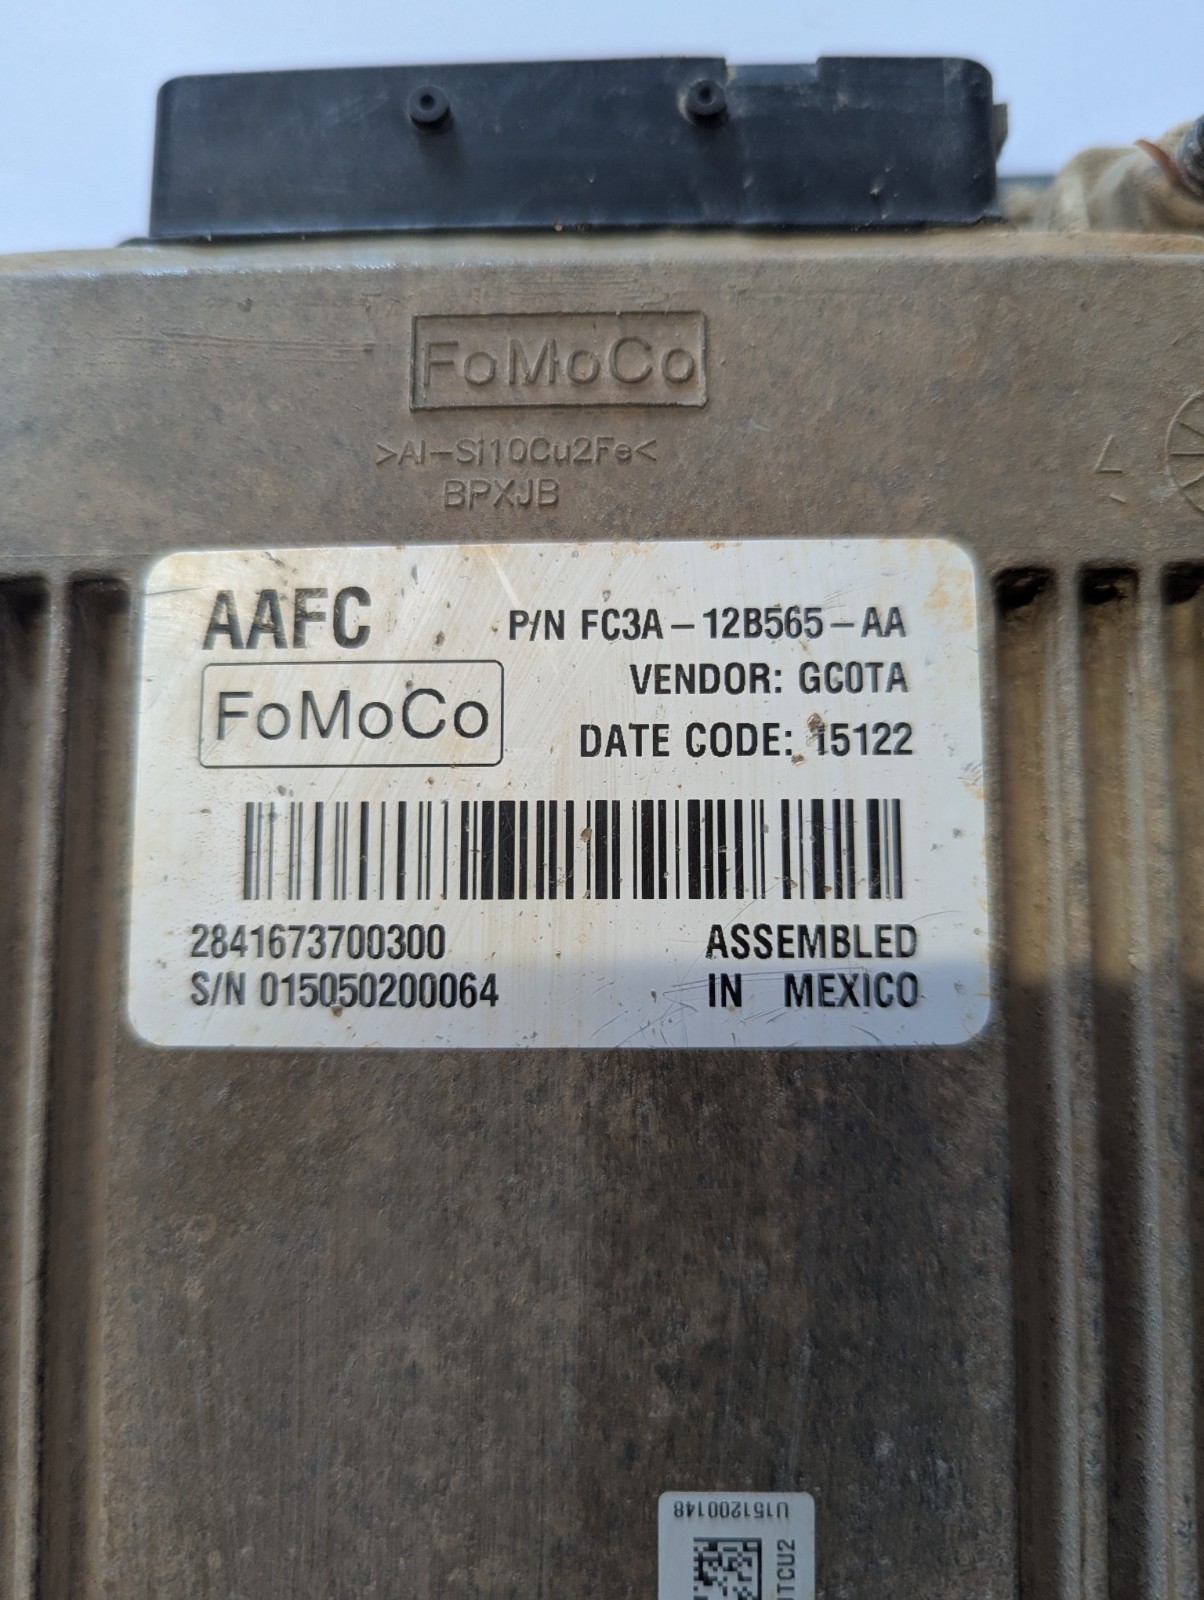 FoMoCo
>Al-Si10Cu2Fe<
BPXJB
AAFC
P/N FC3A-12B565-AA
FoMoCo
VENDOR: GC0TA
DATE CODE: 15122
2841673700300
S/N 015050200064
ASSEMBLED
IN MEXICO
U151200148
TCU2